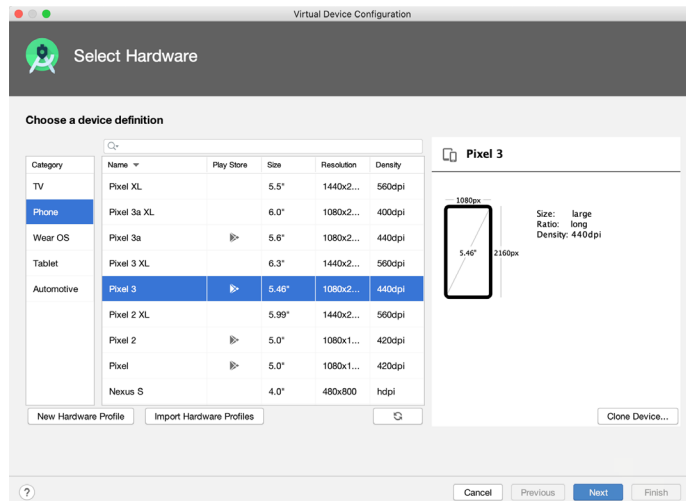 Virtual Device Configuration
Select Hardware
Choose a device definition
Category Name Play Store Size Resolution Density
TV Pixel XL 5.5" 1440x2... 560dpi
Phone Pixel 3a XL 6.0" 1080x2... 400dpi
Wear OS Pixel 3a 5.6" 1080x2... 440dpi
Tablet Pixel 3 XL 6.3" 1440x2... 560dpi
Automotive Pixel 3 5.46" 1080x2... 440dpi
Pixel 2 XL 5.99" 1440x2... 560dpi
Pixel 2 5.0" 1080x1... 420dpi
Pixel 5.0" 1080x1... 420dpi
Nexus S 4.0" 480x800 hdpi
New Hardware Profile Import Hardware Profiles
Pixel 3
1080px
5.46" 2160px
Size: large
Ratio: long
Density: 440dpi
Clone Device...
? Cancel Previous Next Finish